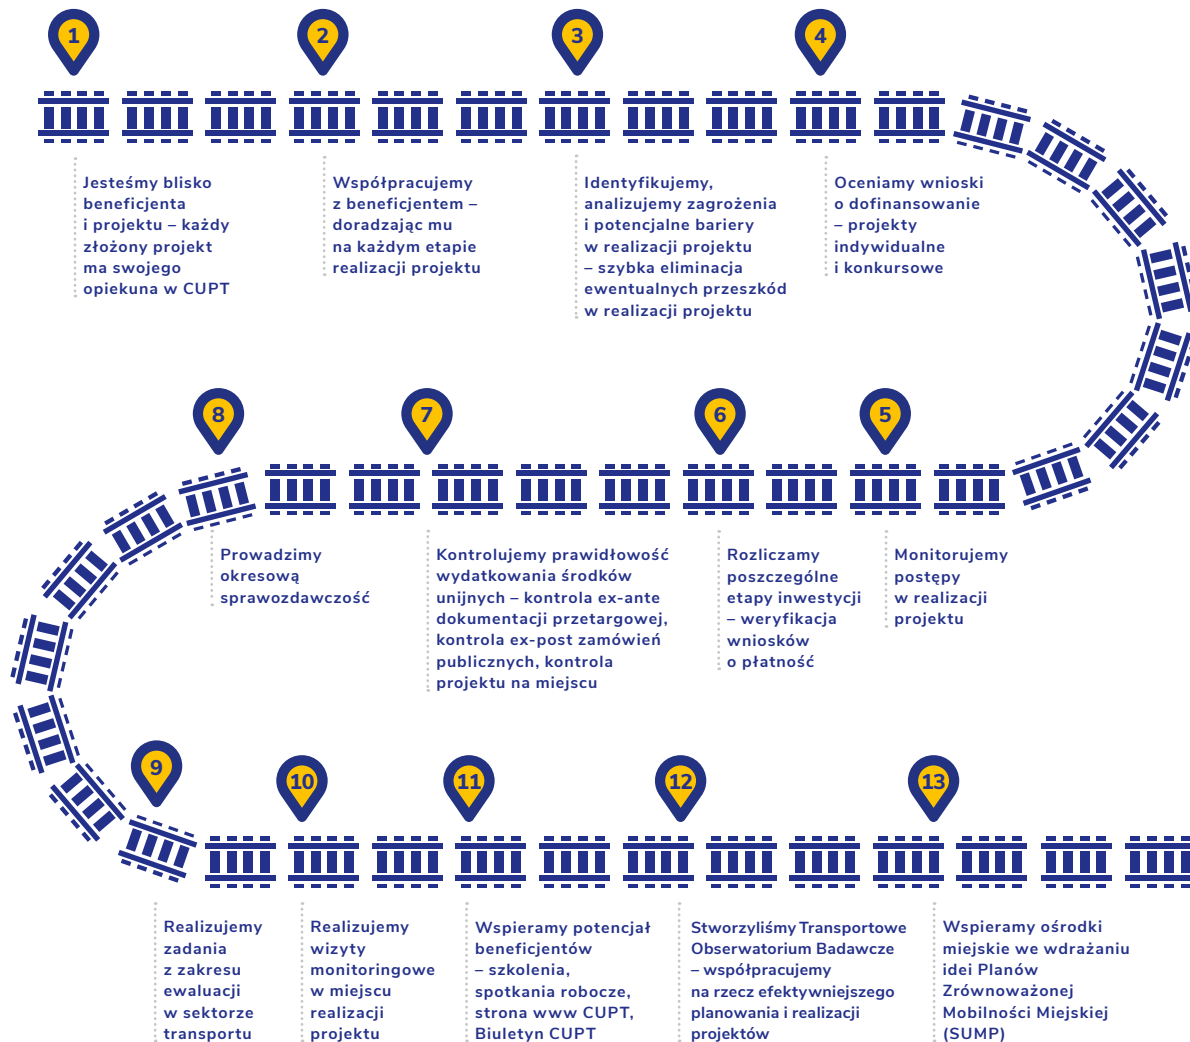 1
Jesteśmy blisko
beneficjenta
i projektu – każdy
złożony projekt
ma swojego
opiekuna w CUPT
2
Współpracujemy
z beneficjentem –
doradzając mu
na każdym etapie
realizacji projektu
3
Identyfikujemy,
analizujemy zagrożenia
i potencjalne bariery
w realizacji projektu
– szybka eliminacja
ewentualnych przeszkód
w realizacji projektu
4
Oceniamy wnioski
o dofinansowanie
– projekty
indywidualne
i konkursowe
5
Monitorujemy
postępy
w realizacji
projektu
6
Rozliczamy
poszczególne
etapy inwestycji
– weryfikacja
wniosków
o płatność
7
Kontrolujemy prawidłowość
wydatkowania środków
unijnych – kontrola ex-ante
dokumentacji przetargowej,
kontrola ex-post zamówień
publicznych, kontrola
projektu na miejscu
8
Prowadzimy
okresową
sprawozdawczość
9
Realizujemy
zadania
z zakresu
ewaluacji
w sektorze
transportu
10
Realizujemy
wizyty
monitoringowe
w miejscu
realizacji
projektu
11
Wspieramy potencjał
beneficjentów
– szkolenia,
spotkania robocze,
strona www CUPT,
Biuletyn CUPT
12
Stworzyliśmy Transportowe
Obserwatorium Badawcze
– współpracujemy
na rzecz efektywniejszego
planowania i realizacji
projektów
13
Wspieramy ośrodki
miejskie we wdrażaniu
idei Planów
Zrównoważonej
Mobilności Miejskiej
(SUMP)